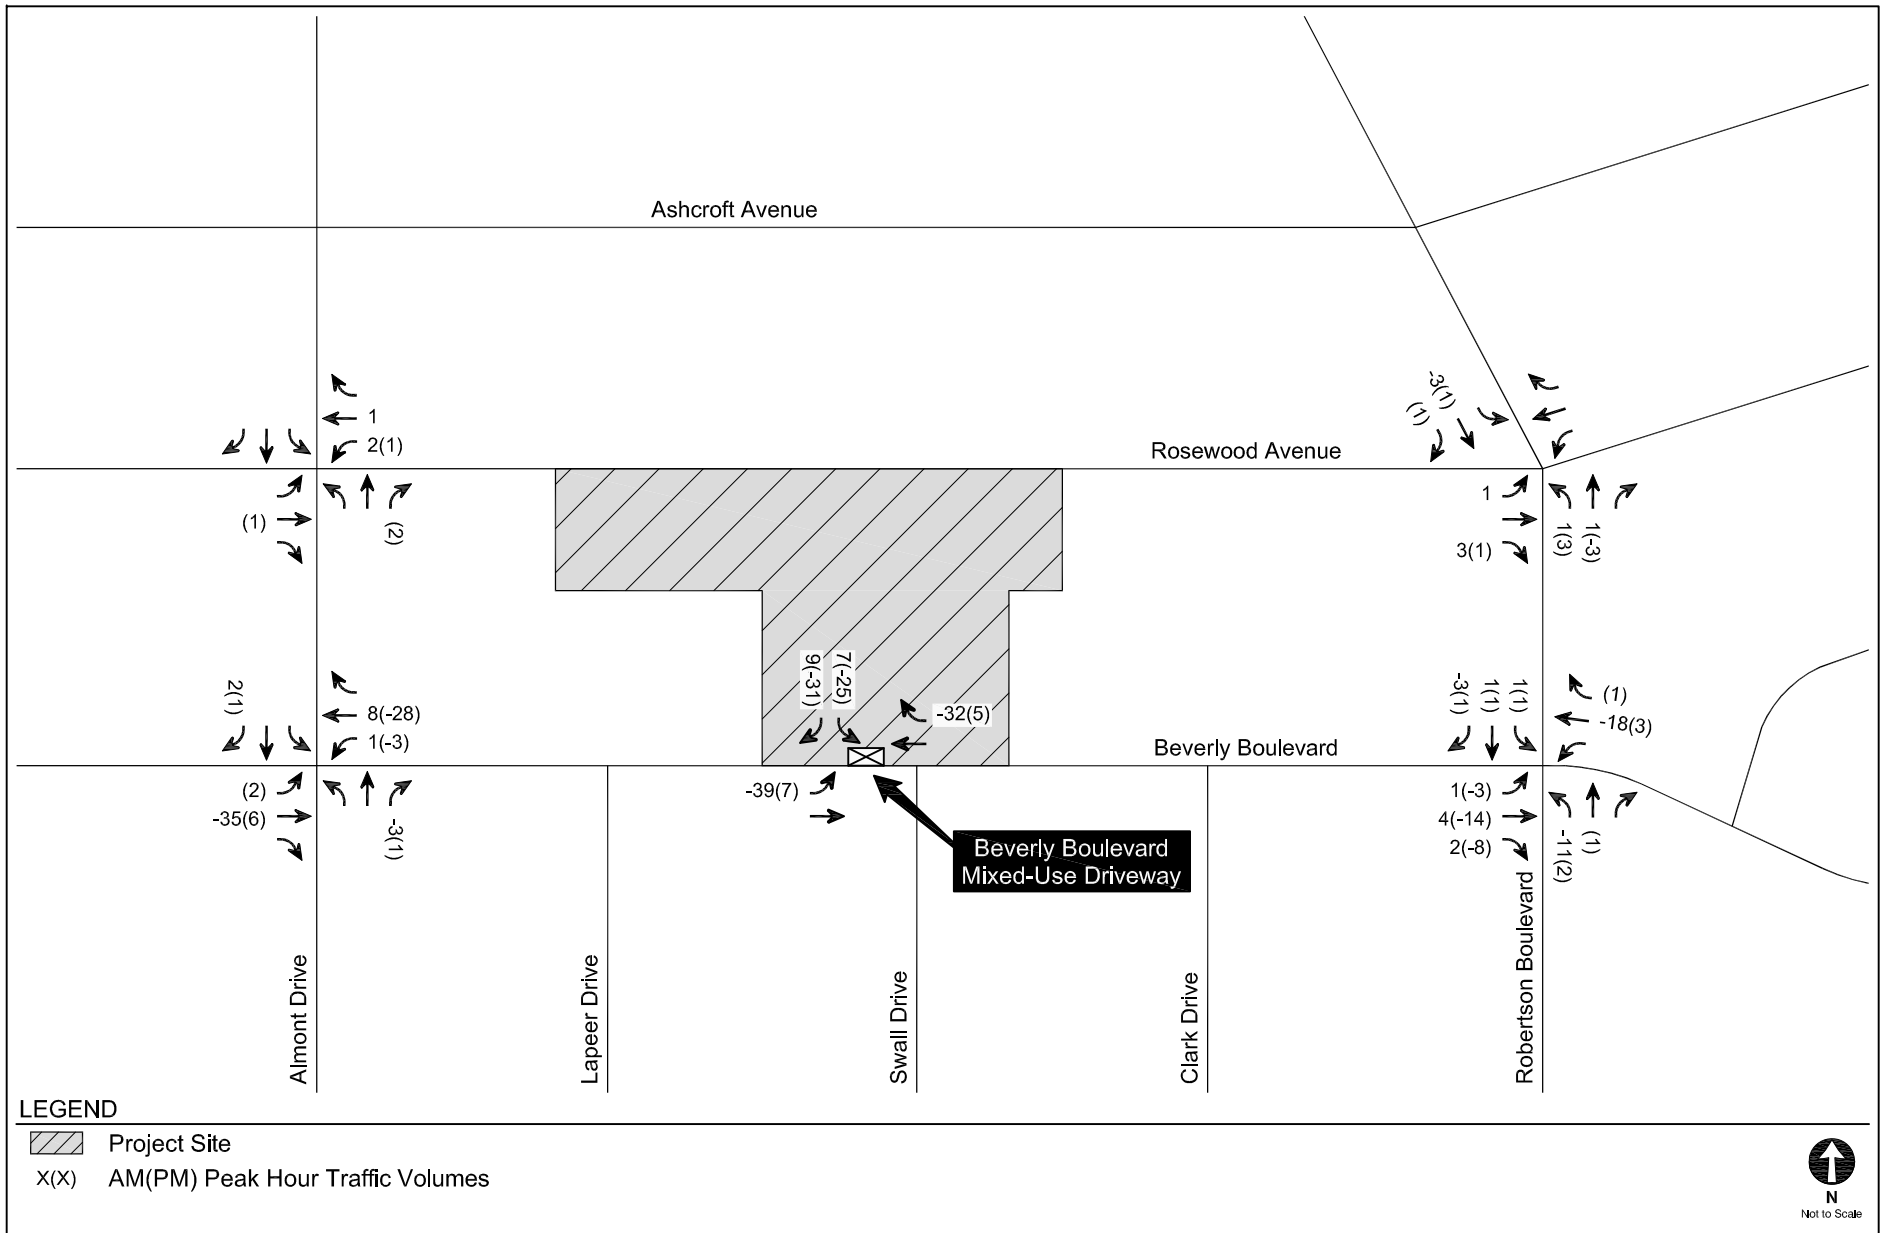 Ashcroft Avenue
1
2(1)
(1)
(2)
Rosewood Avenue
-3(1)
(1)
1
3(1)
1(3)
1(-3)
2(1)
8(-28)
1(-3)
(2)
-35(6)
-3(1)
9(-31)
7(-25)
-32(5)
-39(7)
Beverly Boulevard
-3(1)
1(1)
1(1)
(1)
-18(3)
1(-3)
4(-14)
2(-8)
-11(2)
(1)
Beverly Boulevard
Mixed-Use Driveway
Almont Drive
Lapeer Drive
Swall Drive
Clark Drive
Robertson Boulevard
LEGEND
Project Site
X(X) AM(PM) Peak Hour Traffic Volumes
N
Not to Scale